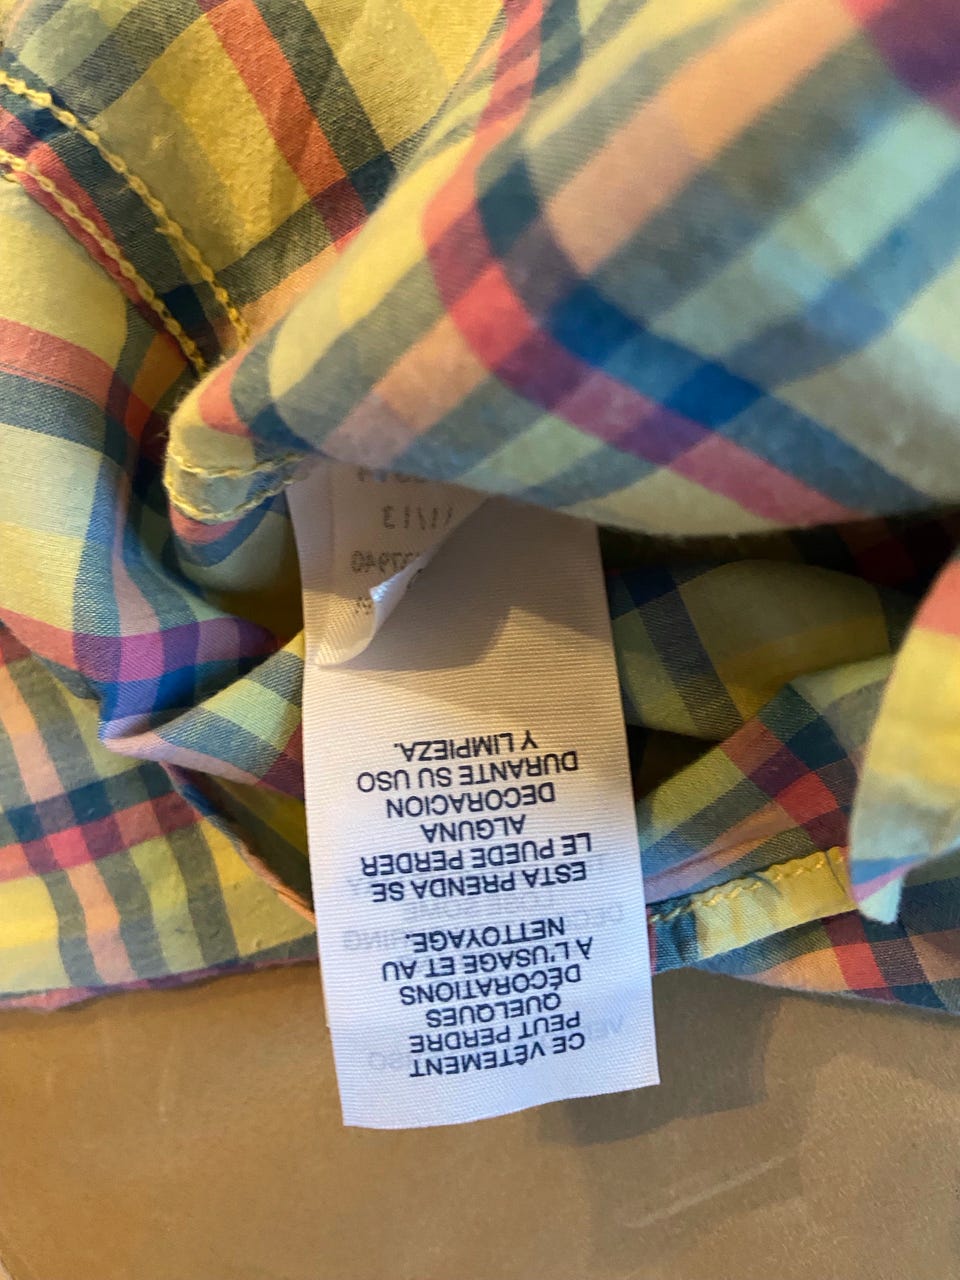 CE VÊTEMENT
PEUT PERDRE
QUELQUES
DÉCORATIONS
À L'USAGE ET AU
NETTOYAGE.
ESTA PRENDA SE
LE PUEDE PERDER
ALGUNA
DECORACION
DURANTE SU USO
Y LIMPIEZA.